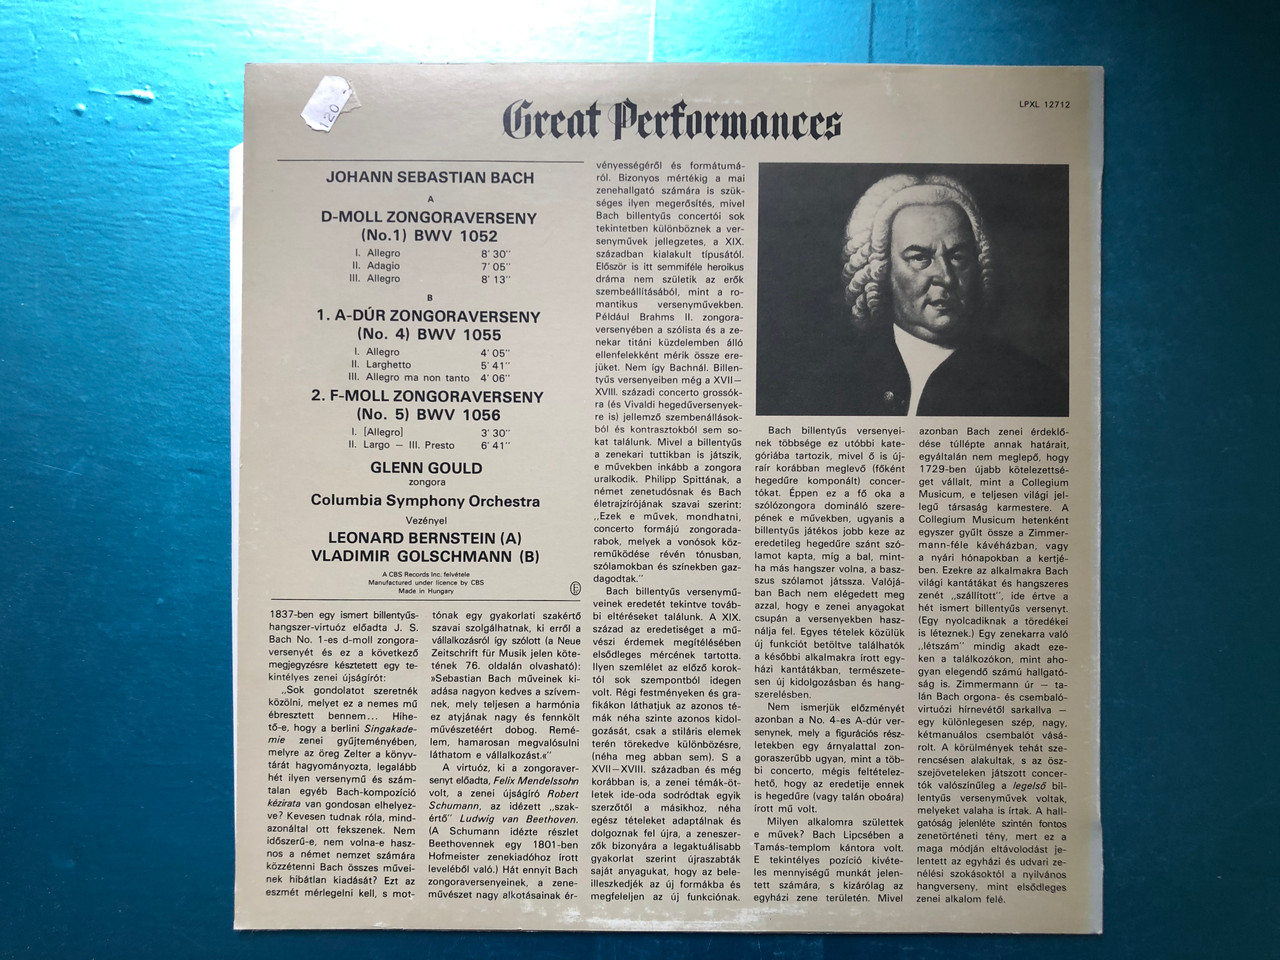 120.-
Great Performances
LPXL 12712
JOHANN SEBASTIAN BACH
A
D-MOLL ZONGORAVERSENY
(No.1) BWV 1052
I. Allegro 8' 30"
II. Adagio 7' 05"
III. Allegro 8' 13"
B
1. A-DÚR ZONGORAVERSENY
(No. 4) BWV 1055
I. Allegro 4' 05"
II. Larghetto 5' 41"
III. Allegro ma non tanto 4' 06"
2. F-MOLL ZONGORAVERSENY
(No. 5) BWV 1056
I. [Allegro] 3' 30"
II. Largo — III. Presto 6' 41"
GLENN GOULD
zongora
Columbia Symphony Orchestra
Vezényel
LEONARD BERNSTEIN (A)
VLADIMIR GOLSCHMANN (B)
A CBS Records Inc. felvétele
Manufactured under licence by CBS
Made in Hungary
1837-ben egy ismert billentyűs-
hangszer-virtuóz előadta J. S.
Bach No. 1-es d-moll zongora-
versenyét és ez a következő
megjegyzésre késztetett egy te-
kintélyes zenei újságírót:
„Sok gondolatot szeretnék
közölni, melyet ez a nemes mű
ébresztett bennem... Hihe-
tő-e, hogy a berlini Singakade-
mie zenei gyűjteményében,
melyre az öreg Zelter a könyv-
tárát hagyományozta, legalább
hét ilyen versenymű és szám-
talan egyéb Bach-kompozíció
kézirata van gondosan elhelyez-
ve? Kevesen tudnak róla, mind-
azonáltal ott fekszenek. Nem
időszerű-e, nem volna-e hasz-
nos a német nemzet számára
közzétenni Bach összes művei-
nek hibátlan kiadását? Ezt az
eszmét mérlegelni kell, s mot-
tónak egy gyakorlati szakértő
szavai szolgálhatnak, ki erről a
vállalkozásról így szólott (a Neue
Zeitschrift für Musik jelen köte-
tének 76. oldalán olvasható):
»Sebastian Bach műveinek ki-
adása nagyon kedves a szívem-
nek, mely teljesen a harmónia
ez atyjának nagy és fennkölt
művészetéért dobog. Remé-
lem, hamarosan megvalósulni
láthatom e vállalkozást.«"
A virtuóz, ki a zongoraver-
senyt előadta, Felix Mendelssohn
volt, a zenei újságíró Robert
Schumann, az idézett „szak-
értő" Ludwig van Beethoven.
(A Schumann idézte részlet
Beethovennek egy 1801-ben
Hofmeister zenekiadóhoz írott
leveléből való.) Hát ennyit Bach
zongoraversenyeinek, a zene-
művészet nagy alkotásainak ér-
vényességéről és formátumá-
ról. Bizonyos mértékig a mai
zenehallgató számára is szük-
séges ilyen megerősítés, mivel
Bach billentyűs concertói sok
tekintetben különböznek a ver-
senyművek jellegzetes, a XIX.
században kialakult típusától.
Először is itt semmiféle heroikus
dráma nem születik az erők
szembeállításából, mint a ro-
mantikus versenyművekben.
Például Brahms II. zongora-
versenyében a szólista és a ze-
nekar titáni küzdelemben álló
ellenfelekként mérik össze ere-
jüket. Nem így Bachnál. Billen-
tyűs versenyeiben még a XVII—
XVIII. századi concerto grossók-
ra (és Vivaldi hegedűversenyek-
re is) jellemző szembenállások-
ból és kontrasztokból sem so-
kat találunk. Mivel a billentyűs
a zenekari tuttikban is játszik,
e művekben inkább a zongora
uralkodik. Philipp Spittának, a
német zenetudósnak és Bach
életrajzírójának szavai szerint:
„Ezek e művek, mondhatni,
concerto formájú zongorada-
rabok, melyek a vonósok köz-
reműködése révén tónusban,
szólamokban és színekben gaz-
dagodtak."
Bach billentyűs versenymű-
veinek eredetét tekintve továb-
bi eltéréseket találunk. A XIX.
század az eredetiséget a mű-
vészi érdemek megítélésében
elsődleges mércének tartotta.
Ilyen szemlélet az előző korok-
tól sok szempontból idegen
volt. Régi festményeken és gra-
fikákon láthatjuk az azonos té-
mák néha szinte azonos kidol-
gozását, csak a stiláris elemek
terén törekedve különbözésre,
(néha meg abban sem). S a
XVII—XVIII. században és még
korábban is, a zenei témák-öt-
letek ide-oda sodródtak egyik
szerzőtől a másikhoz, néha
egész tételeket adaptálnak és
dolgoznak fel újra, a zeneszer-
zők bizonyára a legaktuálisabb
gyakorlat szerint újraszabták
saját anyagukat, hogy az bele-
illeszkedjék az új formákba és
megfeleljen az új funkciónak.
Bach billentyűs versenyei-
nek többsége ez utóbbi kate-
góriába tartozik, mivel ő is új-
raír korábban meglevő (főként
hegedűre komponált) concer-
tókat. Éppen ez a fő oka a
szólózongora domináló szere-
pének e művekben, ugyanis a
billentyűs játékos jobb keze az
eredetileg hegedűre szánt szó-
lamot kapta, míg a bal, mint-
ha más hangszer volna, a basz-
szus szólamot játssza. Valójá-
ban Bach nem elégedett meg
azzal, hogy e zenei anyagokat
csupán a versenyekben hasz-
nálja fel. Egyes tételek közülük
új funkciót betöltve találhatók
a későbbi alkalmakra írott egy-
házi kantátákban, természete-
sen új kidolgozásban és hang-
szerelésben.
Nem ismerjük előzményét
azonban a No. 4-es A-dúr ver-
senynek, mely a figurációs rész-
letekben egy árnyalattal zon-
goraszerűbb ugyan, mint a töb-
bi concerto, mégis feltételez-
hető, hogy az eredetije ennek
is hegedűre (vagy talán oboára)
írott mű volt.
Milyen alkalomra születtek
e művek? Bach Lipcsében a
Tamás-templom kántora volt.
E tekintélyes pozíció kivéte-
les mennyiségű munkát jelen-
tett számára, s kizárólag az
egyházi zene területén. Mivel
azonban Bach zenei érdeklő-
dése túllépte annak határait,
egyáltalán nem meglepő, hogy
1729-ben újabb kötelezettsé-
get vállalt, mint a Collegium
Musicum, e teljesen világi jel-
legű társaság karmestere. A
Collegium Musicum hetenként
egyszer gyűlt össze a Zimmer-
mann-féle kávéházban, vagy
a nyári hónapokban a kertjé-
ben. Ezekre az alkalmakra Bach
világi kantátákat és hangszeres
zenét „szállított", ide értve a
hét ismert billentyűs versenyt.
(Egy nyolcadiknak a töredékei
is léteznek.) Egy zenekarra való
„létszám" mindig akadt eze-
ken a találkozókon, mint aho-
gyan elegendő számú hallgató-
ság is. Zimmermann úr — ta-
lán Bach orgona- és csembaló-
virtuózi hírnevétől sarkallva —
egy különlegesen szép, nagy,
kétmanuálos csembalót vásá-
rolt. A körülmények tehát sze-
rencsésen alakultak, s az ösz-
szejöveteleken játszott concer-
tók valószínűleg a legelső bil-
lentyűs versenyművek voltak,
melyeket valaha is írtak. A hall-
gatóság jelenléte szintén fontos
zenetörténeti tény, mert ez a
maga módján eltávolodást je-
lentett az egyházi és udvari ze-
nélési szokásoktól a nyilvános
hangverseny, mint elsődleges
zenei alkalom felé.